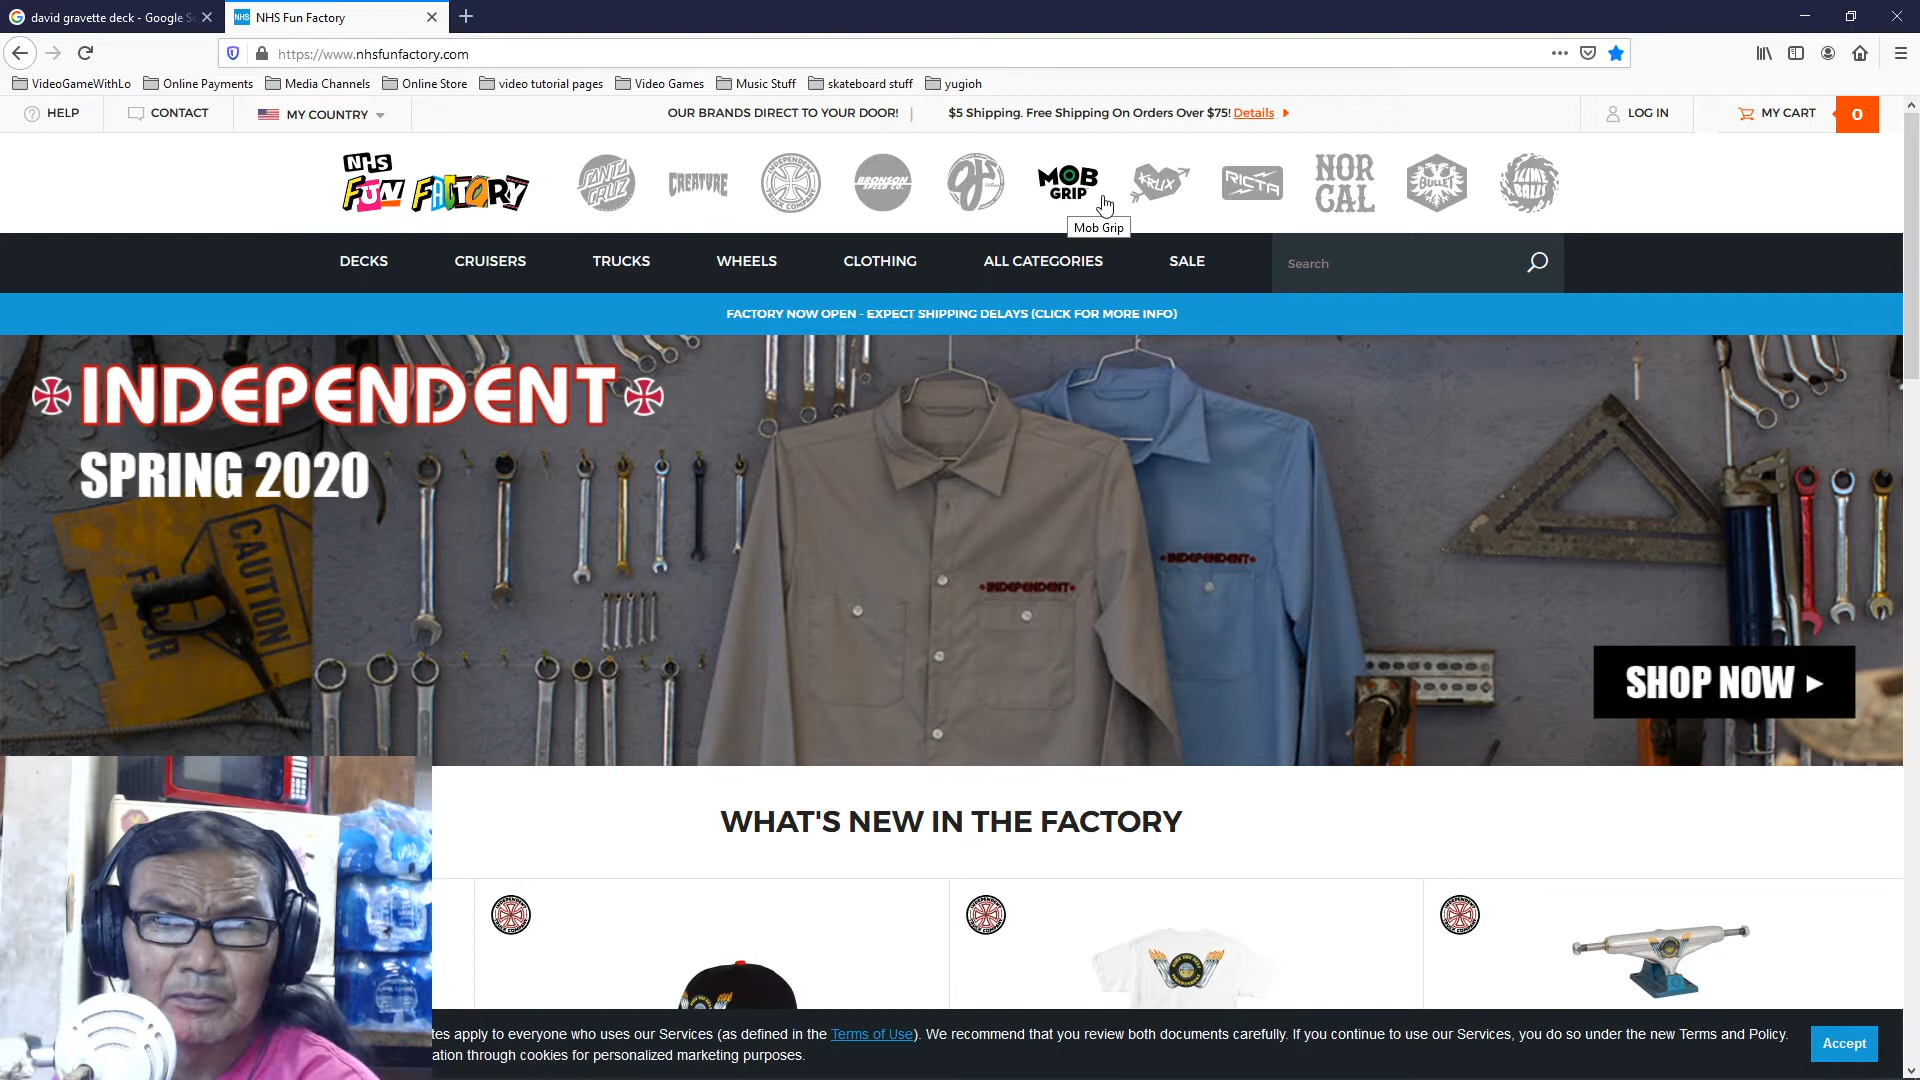 david gravette deck - Google S
NHS Fun Factory
https://www.nhsfunfactory.com
VideoGameWithLo
Online Payments
Media Channels
Online Store
video tutorial pages
Video Games
Music Stuff
skateboard stuff
yugioh
HELP
CONTACT
MY COUNTRY
OUR BRANDS DIRECT TO YOUR DOOR! |
$5 Shipping. Free Shipping On Orders Over $75! Details
LOG IN
MY CART
0
NHS
FUN FACTORY
SANTA CRUZ
CREATURE
INDEPENDENT TRUCK COMPANY
BRONSON
SPEED CO.
OJ's
MOB
GRIP
KRUX
RICTA
NOR
CAL
BULLET
SLIME BALLS
Mob Grip
DECKS
CRUISERS
TRUCKS
WHEELS
CLOTHING
ALL CATEGORIES
SALE
Search
FACTORY NOW OPEN - EXPECT SHIPPING DELAYS (CLICK FOR MORE INFO)
INDEPENDENT
SPRING 2020
CAUTION
INDEPENDENT
INDEPENDENT
SHOP NOW
WHAT'S NEW IN THE FACTORY
tes apply to everyone who uses our Services (as defined in the Terms of Use). We recommend that you review both documents carefully. If you continue to use our Services, you do so under the new Terms and Policy.
ation through cookies for personalized marketing purposes.
Accept